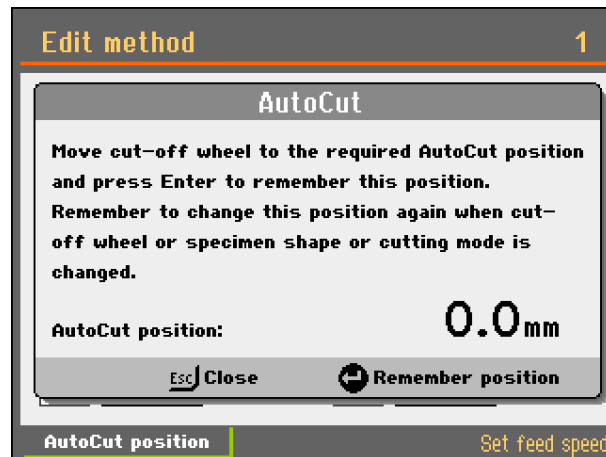 Edit method 1
AutoCut
Move cut-off wheel to the required AutoCut position
and press Enter to remember this position.
Remember to change this position again when cut-
off wheel or specimen shape or cutting mode is
changed.
AutoCut position: 0.0 mm
Esc Close Remember position
AutoCut position Set feed speed